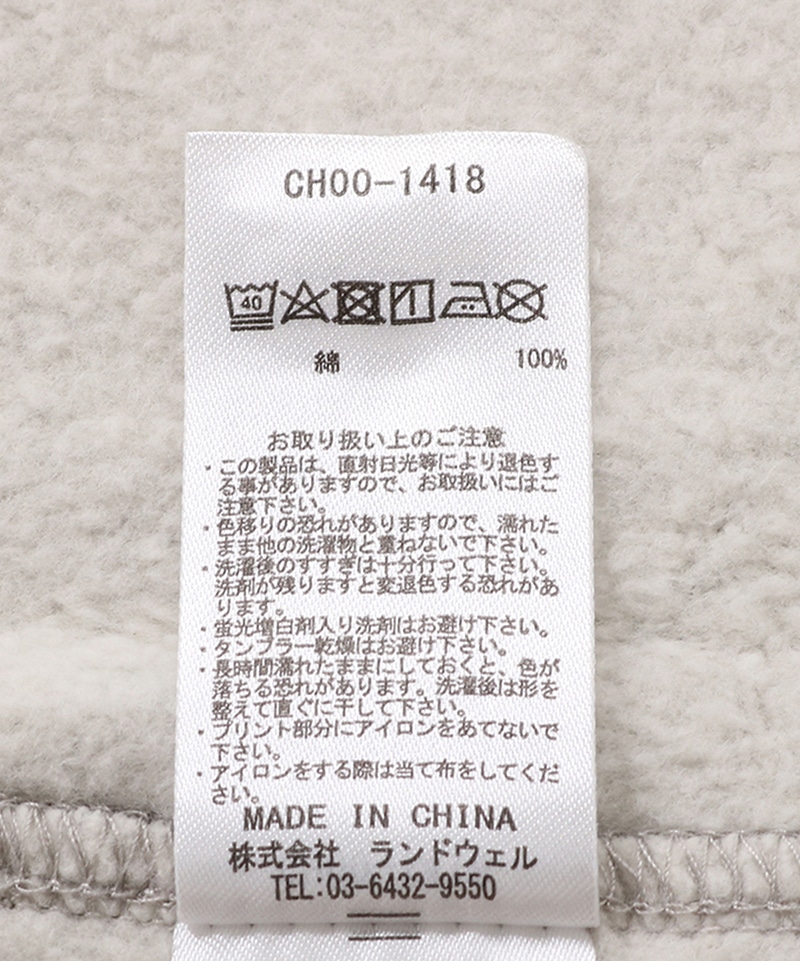 CH00-1418
40
綿 100%
お取り扱い上のご注意
・この製品は、直射日光等により退色す
る事がありますので、お取扱いにはご
注意下さい。
・色移りの恐れがありますので、濡れた
まま他の洗濯物と重ねないで下さい。
・洗濯後のすすぎは十分行って下さい。
洗剤が残りますと変退色する恐れがあ
ります。
・蛍光増白剤入り洗剤はお避け下さい。
・タンブラー乾燥はお避け下さい。
・長時間濡れたままにしておくと、色が
落ちる恐れがあります。洗濯後は形を
整えて直ぐに干して下さい。
・プリント部分にアイロンをあてないで
下さい。
・アイロンをする際は当て布をしてくだ
さい。
MADE IN CHINA
株式会社 ランドウェル
TEL:03-6432-9550